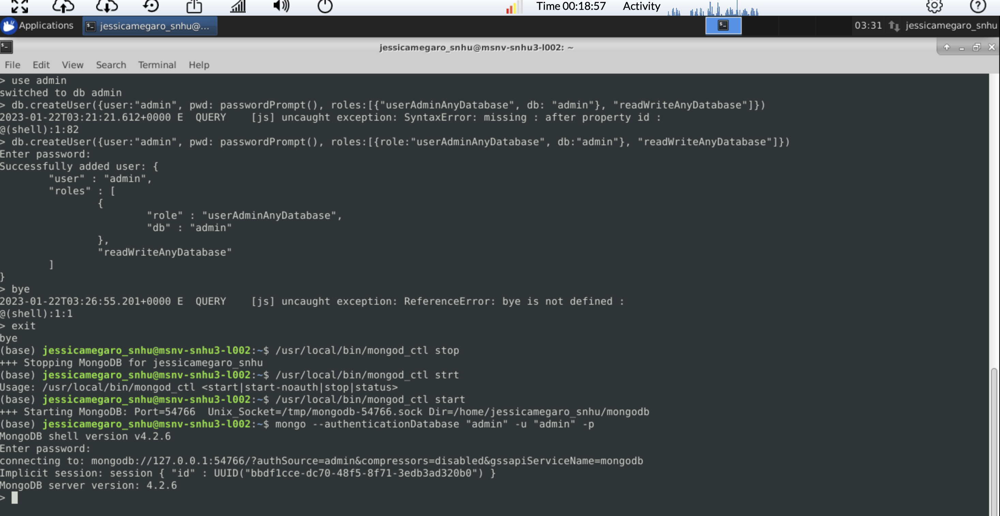 Time 00:18:57 Activity
Applications jessicamegaro_snhu@... 03:31 jessicamegaro_snhu
jessicamegaro_snhu@msnv-snhu3-l002: ~
File Edit View Search Terminal Help
> use admin
switched to db admin
> db.createUser({user:"admin", pwd: passwordPrompt(), roles:[{"userAdminAnyDatabase", db: "admin"}, "readWriteAnyDatabase"]})
2023-01-22T03:21:21.612+0000 E  QUERY    [js] uncaught exception: SyntaxError: missing : after property id :
@(shell):1:82
> db.createUser({user:"admin", pwd: passwordPrompt(), roles:[{role:"userAdminAnyDatabase", db:"admin"}, "readWriteAnyDatabase"]})
Enter password:
Successfully added user: {
        "user" : "admin",
        "roles" : [
                {
                        "role" : "userAdminAnyDatabase",
                        "db" : "admin"
                },
                "readWriteAnyDatabase"
        ]
}
> bye
2023-01-22T03:26:55.201+0000 E  QUERY    [js] uncaught exception: ReferenceError: bye is not defined :
@(shell):1:1
> exit
bye
(base) jessicamegaro_snhu@msnv-snhu3-l002:~$ /usr/local/bin/mongod_ctl stop
+++ Stopping MongoDB for jessicamegaro_snhu
(base) jessicamegaro_snhu@msnv-snhu3-l002:~$ /usr/local/bin/mongod_ctl strt
Usage: /usr/local/bin/mongod_ctl <start|start-noauth|stop|status>
(base) jessicamegaro_snhu@msnv-snhu3-l002:~$ /usr/local/bin/mongod_ctl start
+++ Starting MongoDB: Port=54766  Unix_Socket=/tmp/mongodb-54766.sock Dir=/home/jessicamegaro_snhu/mongodb
(base) jessicamegaro_snhu@msnv-snhu3-l002:~$ mongo --authenticationDatabase "admin" -u "admin" -p
MongoDB shell version v4.2.6
Enter password:
connecting to: mongodb://127.0.0.1:54766/?authSource=admin&compressors=disabled&gssapiServiceName=mongodb
Implicit session: session { "id" : UUID("bbdf1cce-dc70-48f5-8f71-3edb3ad320b0") }
MongoDB server version: 4.2.6
>